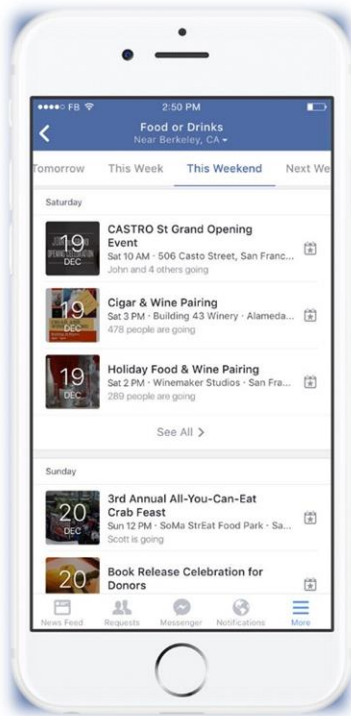 FB 2:50 PM
Food or Drinks
Near Berkeley, CA
Tomorrow This Week This Weekend Next We
Saturday
19
DEC
CASTRO St Grand Opening
Event
Sat 10 AM · 506 Casto Street, San Franc...
John and 4 others going
19
DEC
Cigar & Wine Pairing
Sat 3 PM · Building 43 Winery · Alameda...
478 people are going
19
DEC
Holiday Food & Wine Pairing
Sat 2 PM · Winemaker Studios · San Fra...
289 people are going
See All
Sunday
20
DEC
3rd Annual All-You-Can-Eat
Crab Feast
Sun 12 PM · SoMa StrEat Food Park · Sa...
Scott is going
20
Book Release Celebration for
Donors
News Feed Requests Messenger Notifications More